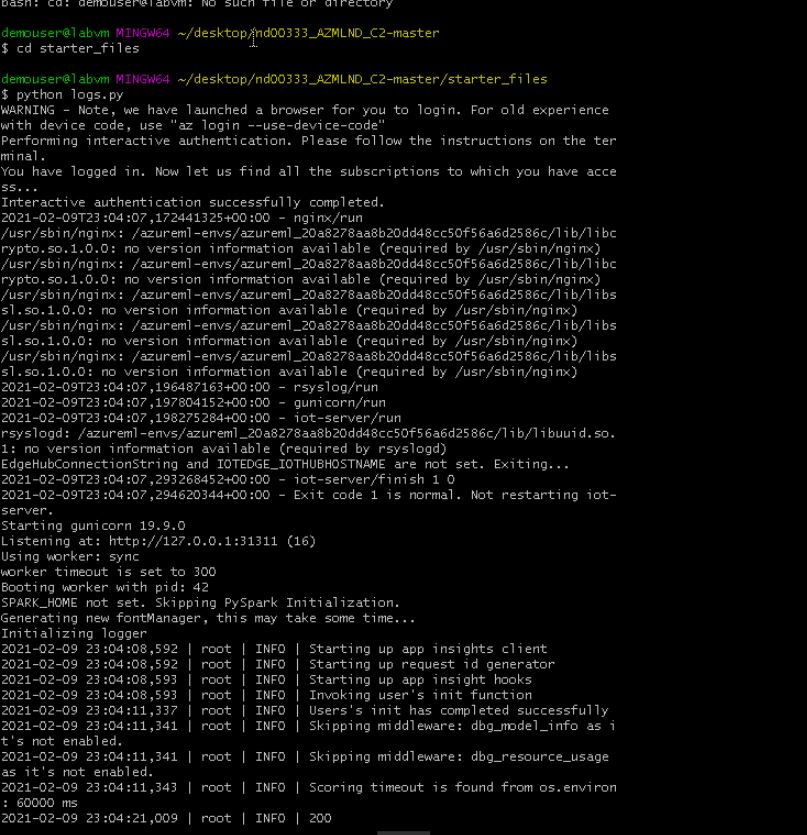 bash: cd: demouser@labvm: No such file or directory
demouser@labvm MINGW64 ~/desktop/nd00333_AZMLND_C2-master
$ cd starter_files
demouser@labvm MINGW64 ~/desktop/nd00333_AZMLND_C2-master/starter_files
$ python logs.py
WARNING - Note, we have launched a browser for you to login. For old experience
with device code, use "az login --use-device-code"
Performing interactive authentication. Please follow the instructions on the ter
minal.
You have logged in. Now let us find all the subscriptions to which you have acce
ss...
Interactive authentication successfully completed.
2021-02-09T23:04:07,172441325+00:00 - nginx/run
/usr/sbin/nginx: /azureml-envs/azureml_20a8278aa8b20dd48cc50f56a6d2586c/lib/libc
rypto.so.1.0.0: no version information available (required by /usr/sbin/nginx)
/usr/sbin/nginx: /azureml-envs/azureml_20a8278aa8b20dd48cc50f56a6d2586c/lib/libc
rypto.so.1.0.0: no version information available (required by /usr/sbin/nginx)
/usr/sbin/nginx: /azureml-envs/azureml_20a8278aa8b20dd48cc50f56a6d2586c/lib/libs
sl.so.1.0.0: no version information available (required by /usr/sbin/nginx)
/usr/sbin/nginx: /azureml-envs/azureml_20a8278aa8b20dd48cc50f56a6d2586c/lib/libs
sl.so.1.0.0: no version information available (required by /usr/sbin/nginx)
/usr/sbin/nginx: /azureml-envs/azureml_20a8278aa8b20dd48cc50f56a6d2586c/lib/libs
sl.so.1.0.0: no version information available (required by /usr/sbin/nginx)
2021-02-09T23:04:07,196487163+00:00 - rsyslog/run
2021-02-09T23:04:07,197804152+00:00 - gunicorn/run
2021-02-09T23:04:07,198275284+00:00 - iot-server/run
rsyslogd: /azureml-envs/azureml_20a8278aa8b20dd48cc50f56a6d2586c/lib/libuuid.so.
1: no version information available (required by rsyslogd)
EdgeHubConnectionString and IOTEDGE_IOTHUBHOSTNAME are not set. Exiting...
2021-02-09T23:04:07,293268452+00:00 - iot-server/finish 1 0
2021-02-09T23:04:07,294620344+00:00 - Exit code 1 is normal. Not restarting iot-
server.
Starting gunicorn 19.9.0
Listening at: http://127.0.0.1:31311 (16)
Using worker: sync
worker timeout is set to 300
Booting worker with pid: 42
SPARK_HOME not set. Skipping PySpark Initialization.
Generating new fontManager, this may take some time...
Initializing logger
2021-02-09 23:04:08,592 | root | INFO | Starting up app insights client
2021-02-09 23:04:08,592 | root | INFO | Starting up request id generator
2021-02-09 23:04:08,593 | root | INFO | Starting up app insight hooks
2021-02-09 23:04:08,593 | root | INFO | Invoking user's init function
2021-02-09 23:04:11,337 | root | INFO | Users's init has completed successfully
2021-02-09 23:04:11,341 | root | INFO | Skipping middleware: dbg_model_info as i
t's not enabled.
2021-02-09 23:04:11,341 | root | INFO | Skipping middleware: dbg_resource_usage
as it's not enabled.
2021-02-09 23:04:11,343 | root | INFO | Scoring timeout is found from os.environ
: 60000 ms
2021-02-09 23:04:21,009 | root | INFO | 200